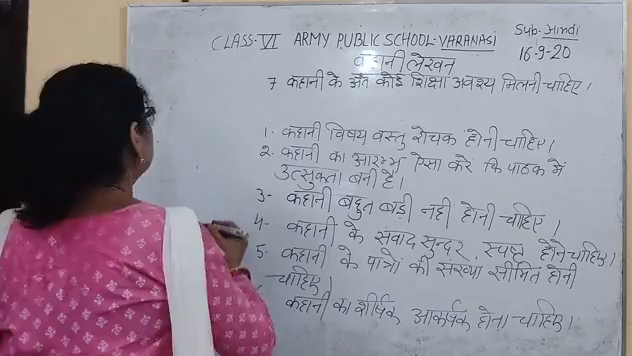 CLASS-VI ARMY PUBLIC SCHOOL-VARANASI
Sub-Hindi
16-9-20
कहानी लेखन
7 कहानी के अंत कोई शिक्षा अवश्य मिलनी चाहिए।
1. कहानी विषय वस्तु रोचक होनी चाहिए।
2. कहानी का आरम्भ ऐसा करे कि पाठक में
उत्सुकता बनी है।
3- कहानी बहुत बड़ी नही होनी चाहिए।
4- कहानी के संवाद सुन्दर, स्पष्ट होने चाहिए।
5- कहानी के पात्रों की संख्या सीमित होनी
चाहिए।
कहानी का शीर्षक आकर्षक होना चाहिए।